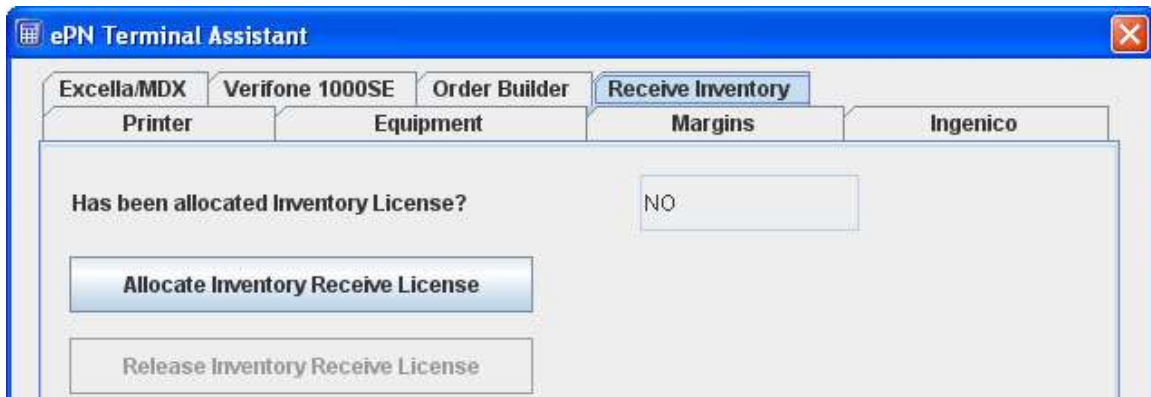 ePN Terminal Assistant
Excella/MDX Verifone 1000SE Order Builder Receive Inventory
Printer Equipment Margins Ingenico
Has been allocated Inventory License? NO
Allocate Inventory Receive License
Release Inventory Receive License